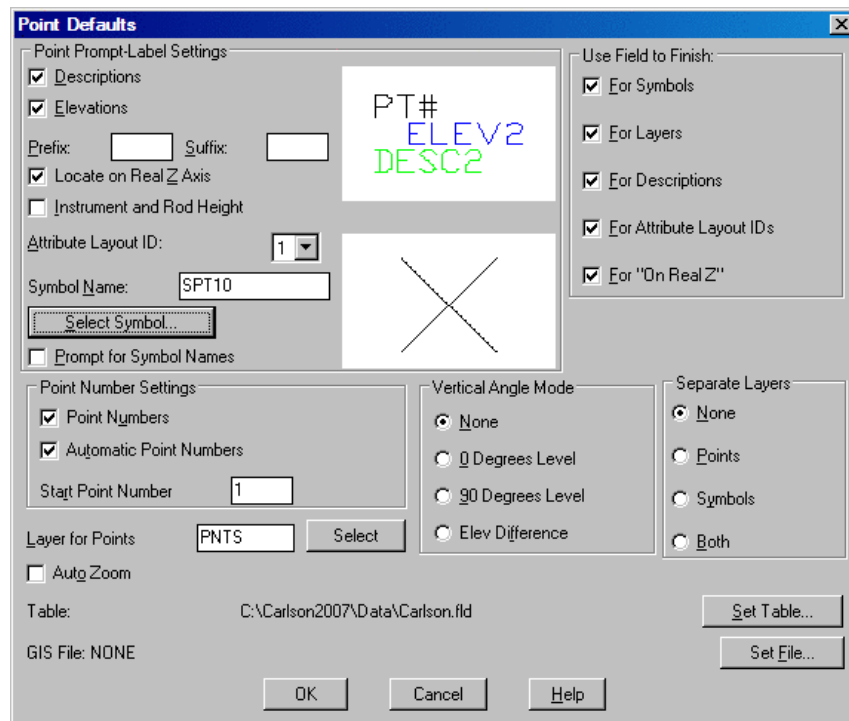 Point Defaults
Point Prompt-Label Settings
Descriptions
Elevations
Prefix:
Suffix:
Locate on Real Z Axis
Instrument and Rod Height
Attribute Layout ID:
1
Symbol Name:
SPT10
Select Symbol...
Prompt for Symbol Names
PT#
ELEV2
DESC2
Use Field to Finish:
For Symbols
For Layers
For Descriptions
For Attribute Layout IDs
For "On Real Z"
Point Number Settings
Point Numbers
Automatic Point Numbers
Start Point Number
1
Vertical Angle Mode
None
0 Degrees Level
90 Degrees Level
Elev Difference
Separate Layers
None
Points
Symbols
Both
Layer for Points
PNTS
Select
Auto Zoom
Table:
C:\Carlson2007\Data\Carlson.fld
Set Table...
GIS File: NONE
Set File...
OK
Cancel
Help